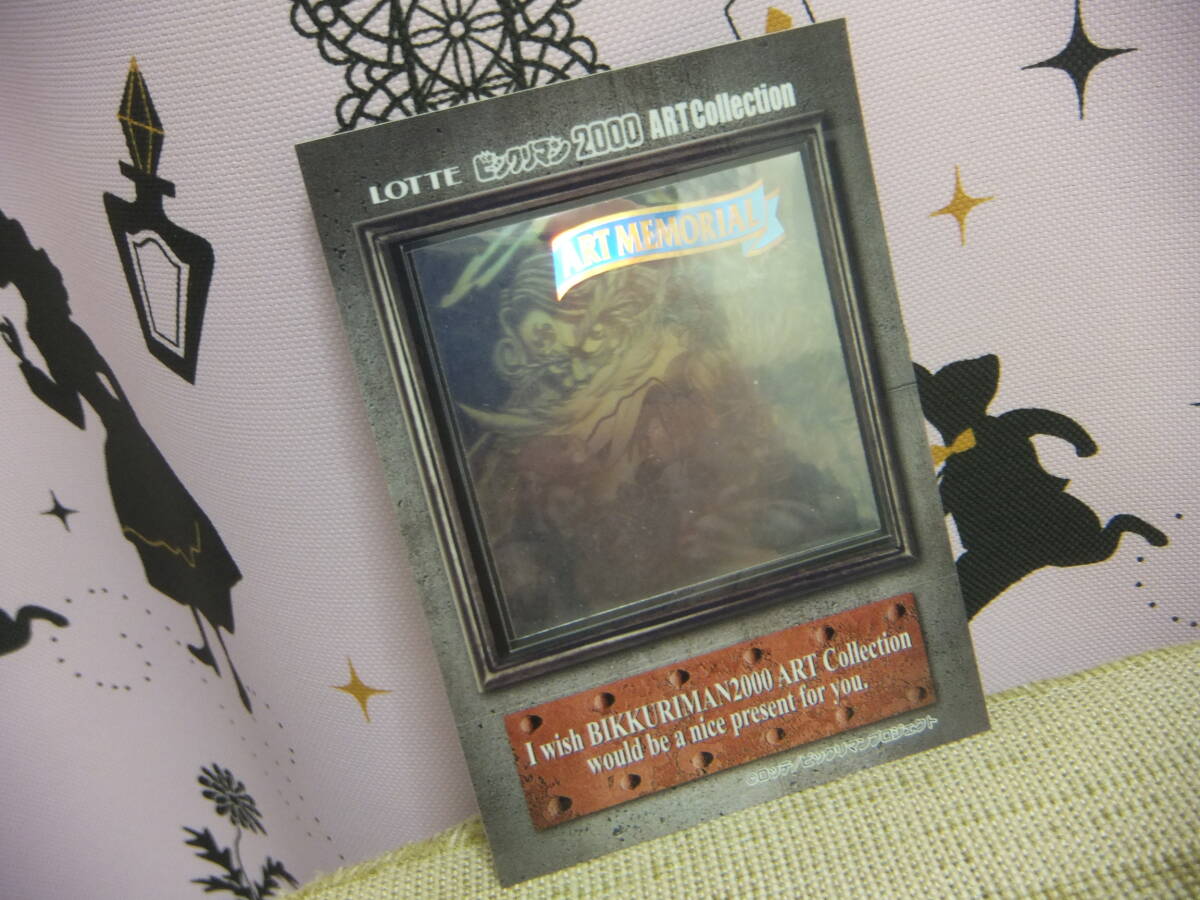 LOTTE ビックリマン 2000 ART Collection
ART MEMORIAL
I wish BIKKURIMAN2000 ART Collection
would be a nice present for you.
©ロッテ/ビックリマンプロジェクト